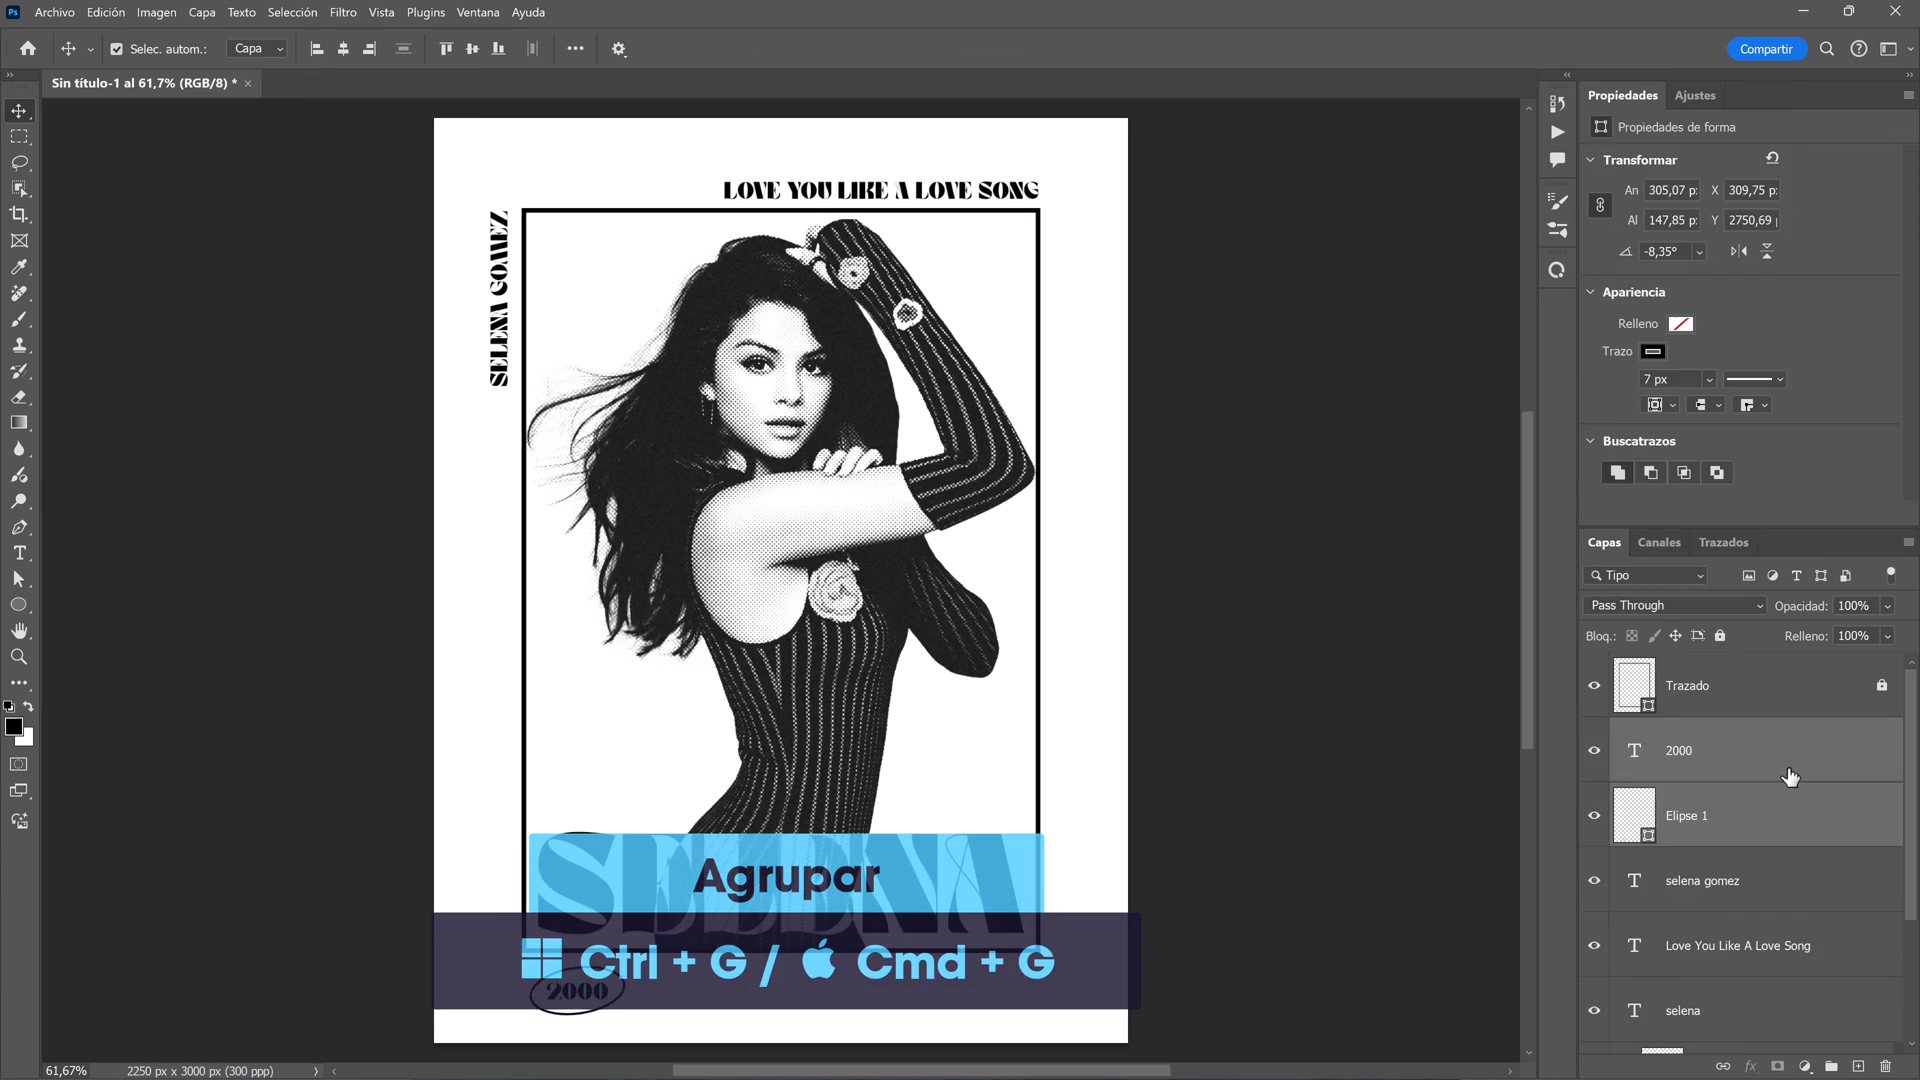 Ps Archivo Edición Imagen Capa Texto Selección Filtro Vista Plugins Ventana Ayuda
Selec. autom.: Capa Compartir
Sin título-1 al 61,7% (RGB/8) * ×
LOVE YOU LIKE A LOVE SONG
SELENA GOMEZ
SELENA
Agrupar
Ctrl + G / Cmd + G
2000
61,67% 2250 px x 3000 px (300 ppp)
Propiedades Ajustes
Propiedades de forma
Transformar
An 305,07 p: X 309,75 p:
Al 147,85 p: Y 2750,69
-8,35°
Apariencia
Relleno
Trazo
7 px
Buscatrazos
Capas Canales Trazados
Tipo
Pass Through Opacidad: 100%
Bloq.: Relleno: 100%
Trazado
2000
Elipse 1
selena gomez
Love You Like A Love Song
selena
fx